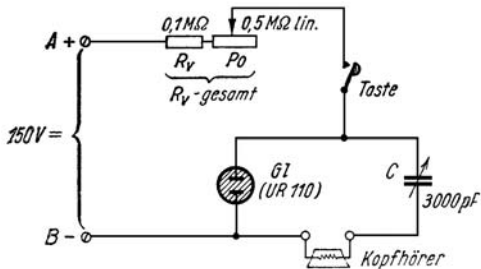 A + 0,1MΩ 0,5MΩ lin.
Rv Po
Rv-gesamt
Taste
150V=
Gl
(UR 110)
C
3000pF
B -
Kopfhörer